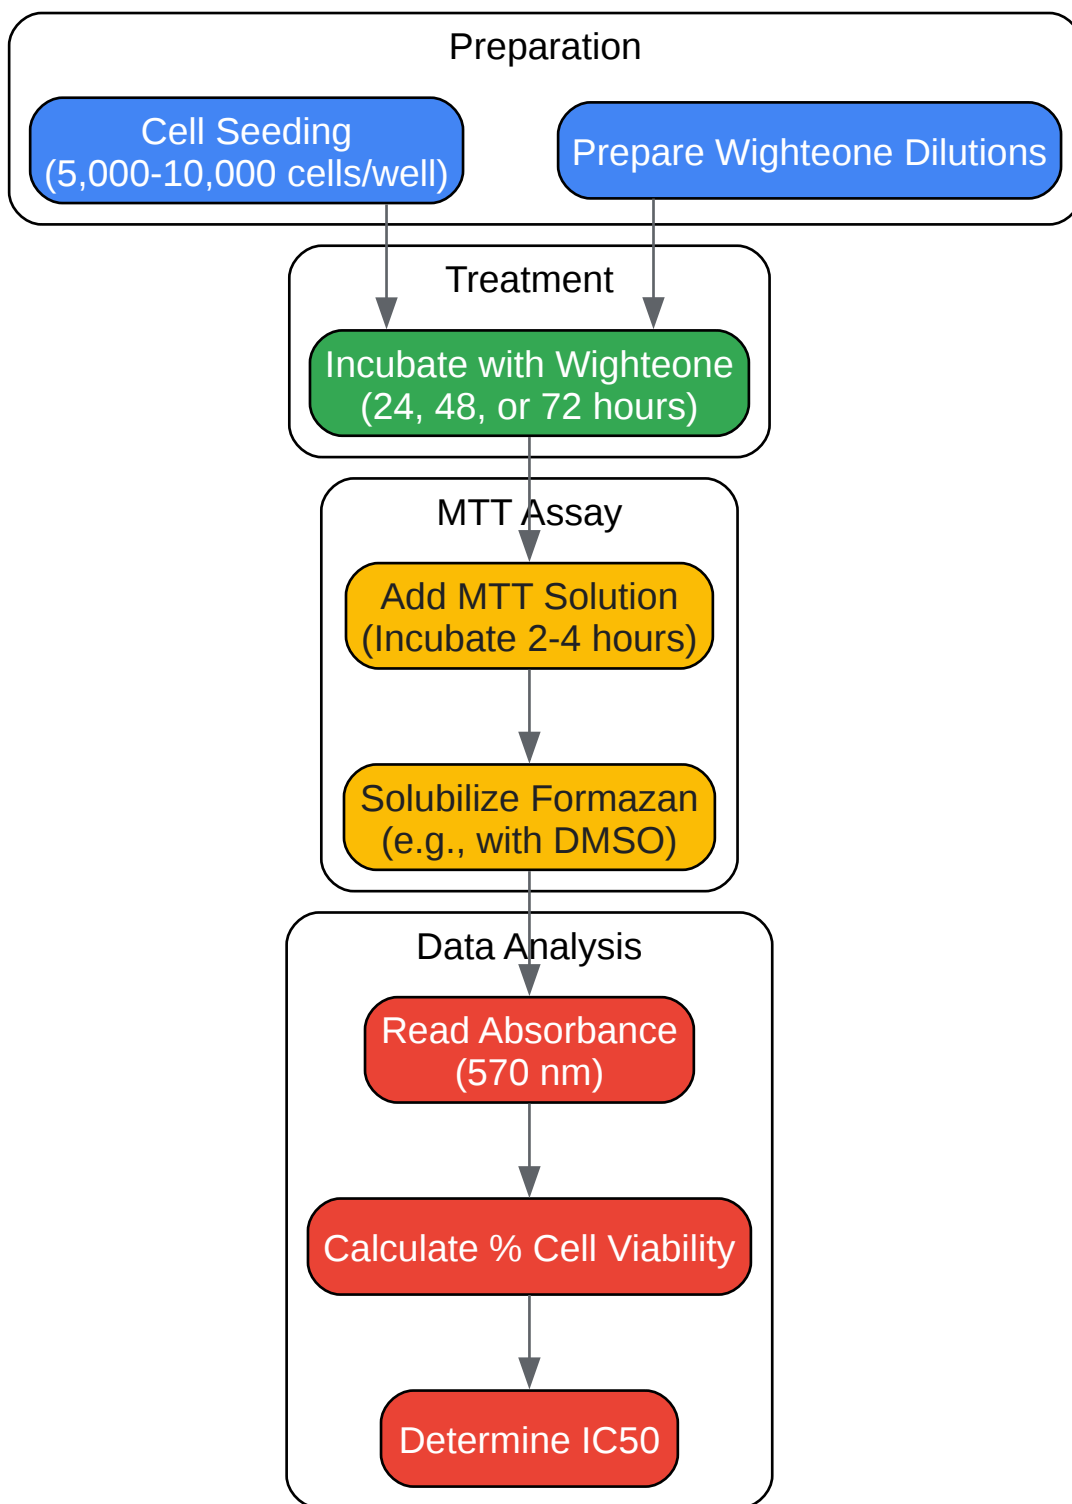 Preparation
Cell Seeding
(5,000-10,000 cells/well)
Prepare Wighteone Dilutions
Treatment
Incubate with Wighteone
(24, 48, or 72 hours)
MTT Assay
Add MTT Solution
(Incubate 2-4 hours)
Solubilize Formazan
(e.g., with DMSO)
Data Analysis
Read Absorbance
(570 nm)
Calculate % Cell Viability
Determine IC50